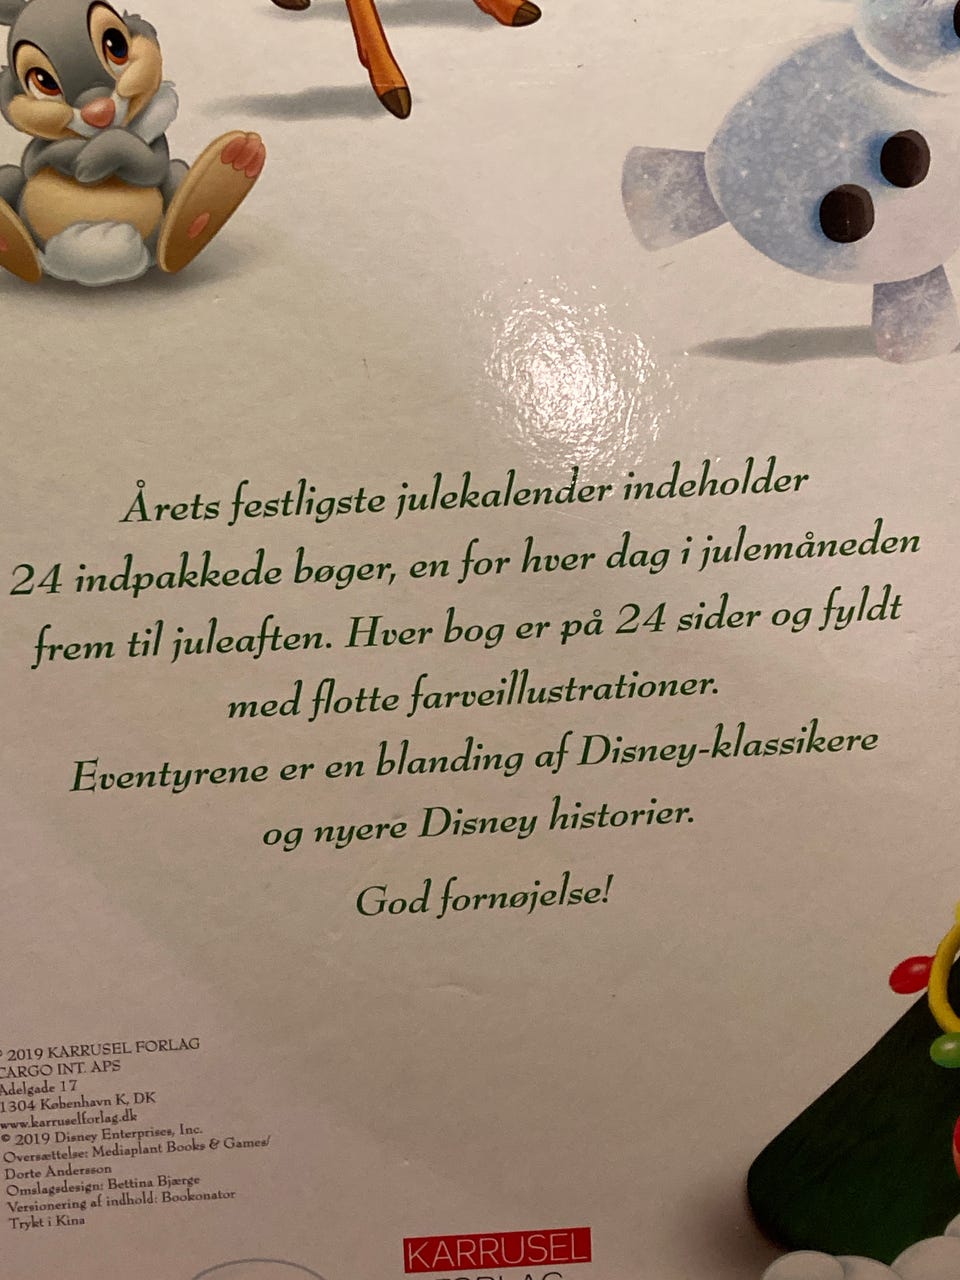 Årets festligste julekalender indeholder
24 indpakkede bøger, en for hver dag i julemåneden
frem til juleaften. Hver bog er på 24 sider og fyldt
med flotte farveillustrationer.
Eventyrene er en blanding af Disney-klassikere
og nyere Disney historier.
God fornøjelse!
© 2019 KARRUSEL FORLAG
CARGO INT. APS
Adelgade 17
1304 København K, DK
www.karruselforlag.dk
© 2019 Disney Enterprises, Inc.
Oversættelse: Mediaplant Books & Games/
Dorte Andersson
Omslagsdesign: Bettina Bjærge
Versionering af indhold: Bookonator
Trykt i Kina
KARRUSEL
FORLAG